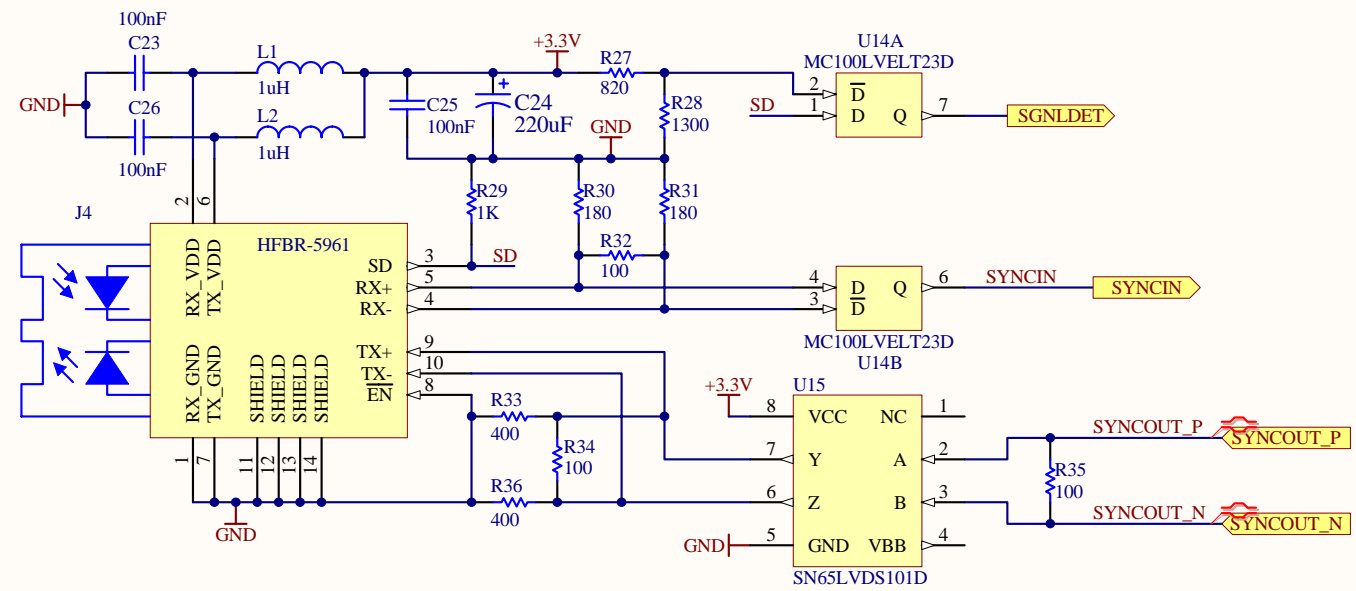 100nF
C23
GND
C26
100nF
L1
1uH
L2
1uH
+3.3V
C25
100nF
+
C24
220uF
R27
820
R28
1300
GND
U14A
MC100LVELT23D
SD
2
1
D
D
Q
7
SGNLDET
R29
1K
R30
180
R31
180
R32
100
J4
2
6
HFBR-5961
RX_VDD
TX_VDD
SD
RX+
RX-
TX+
TX-
EN
3
5
4
9
10
8
SD
RX_GND
TX_GND
SHIELD
SHIELD
SHIELD
SHIELD
1
7
11
12
13
14
GND
4
3
D
D
Q
6
SYNCIN
SYNCIN
MC100LVELT23D
U14B
R33
400
R34
100
R36
400
+3.3V
U15
8
VCC
NC
1
7
Y
A
2
6
Z
B
3
GND
5
GND
VBB
4
SN65LVDS101D
SYNCOUT_P
SYNCOUT_P
R35
100
SYNCOUT_N
SYNCOUT_N